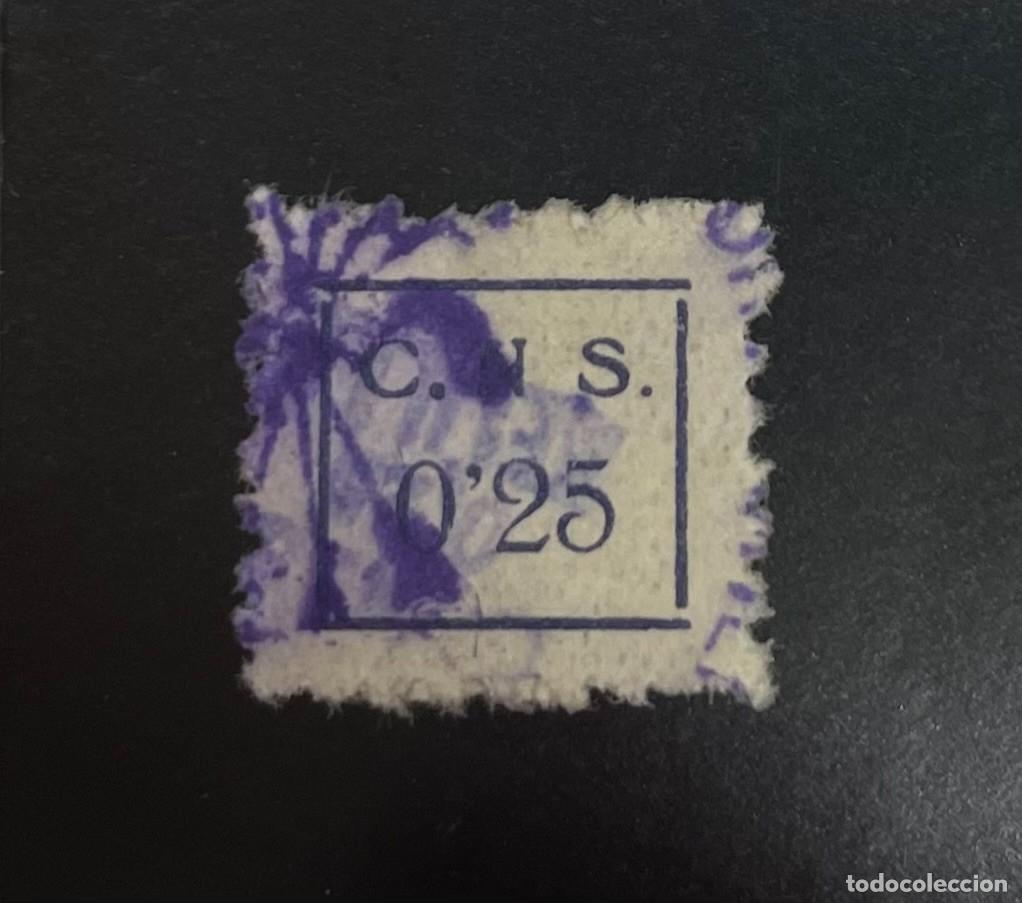 C. N S.
0'25
todocoleccion